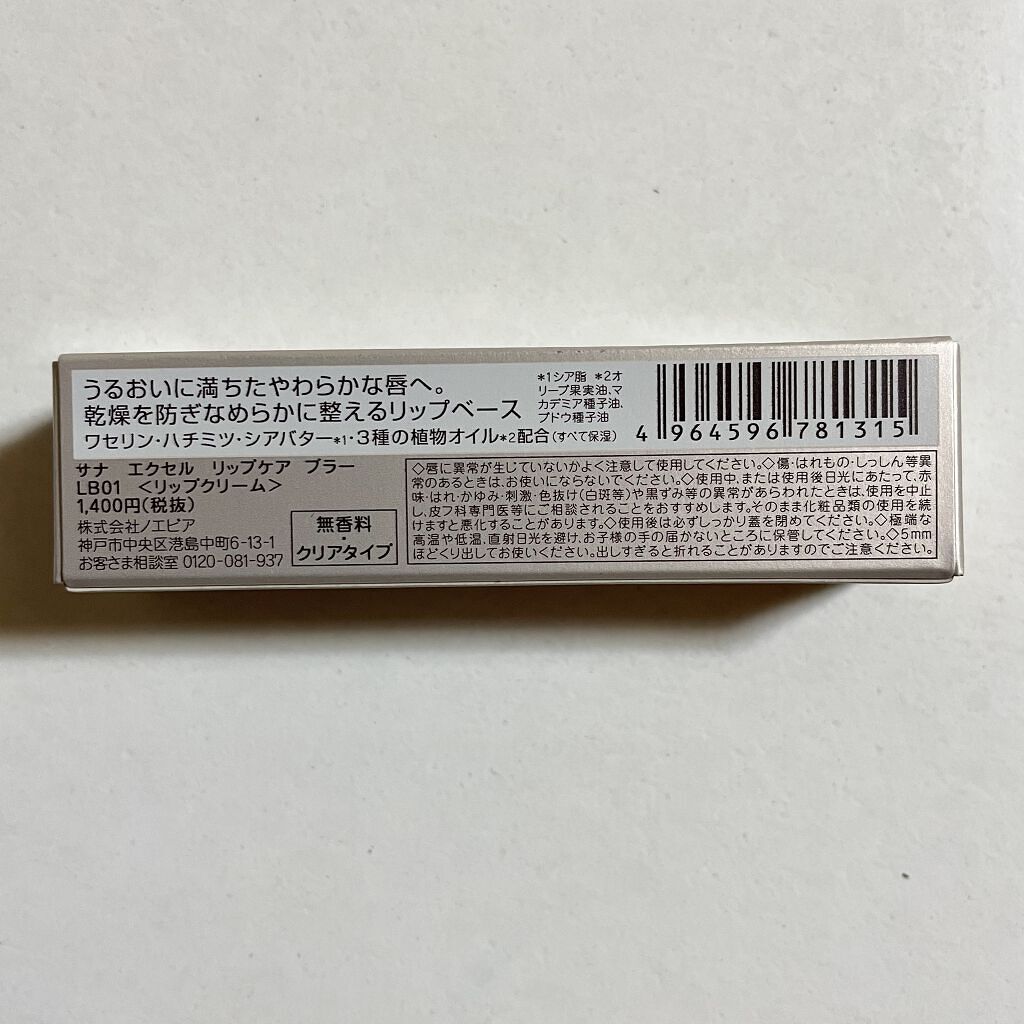 うるおいに満ちたやわらかな唇へ。
乾燥を防ぎなめらかに整えるリップベース
ワセリン・ハチミツ・シアバター*1・3種の植物オイル*2配合(すべて保湿)
*1シア脂 *2オ
リーブ果実油、マ
カデミア種子油、
ブドウ種子油
4 964596 781315
サナ エクセル リップケア ブラー
LB01 <リップクリーム>
1,400円(税抜)
株式会社ノエビア
神戸市中央区港島中町6-13-1
お客さま相談室 0120-081-937
無香料
・
クリアタイプ
◇唇に異常が生じていないかよく注意して使用してください。◇傷・はれもの・しっしん等異
常のあるときは、お使いにならないでください。◇使用中、または使用後日光にあたって、赤
味・はれ・かゆみ・刺激・色抜け(白斑等)や黒ずみ等の異常があらわれたときは、使用を中止
し、皮フ科専門医等にご相談されることをおすすめします。そのまま化粧品類の使用を続
けますと悪化することがあります。◇使用後は必ずしっかり蓋を閉めてください。◇極端な
高温や低温、直射日光を避け、お子様の手の届かないところに保管してください。◇5mm
ほどくり出してお使いください。出しすぎると折れることがありますのでご注意ください。